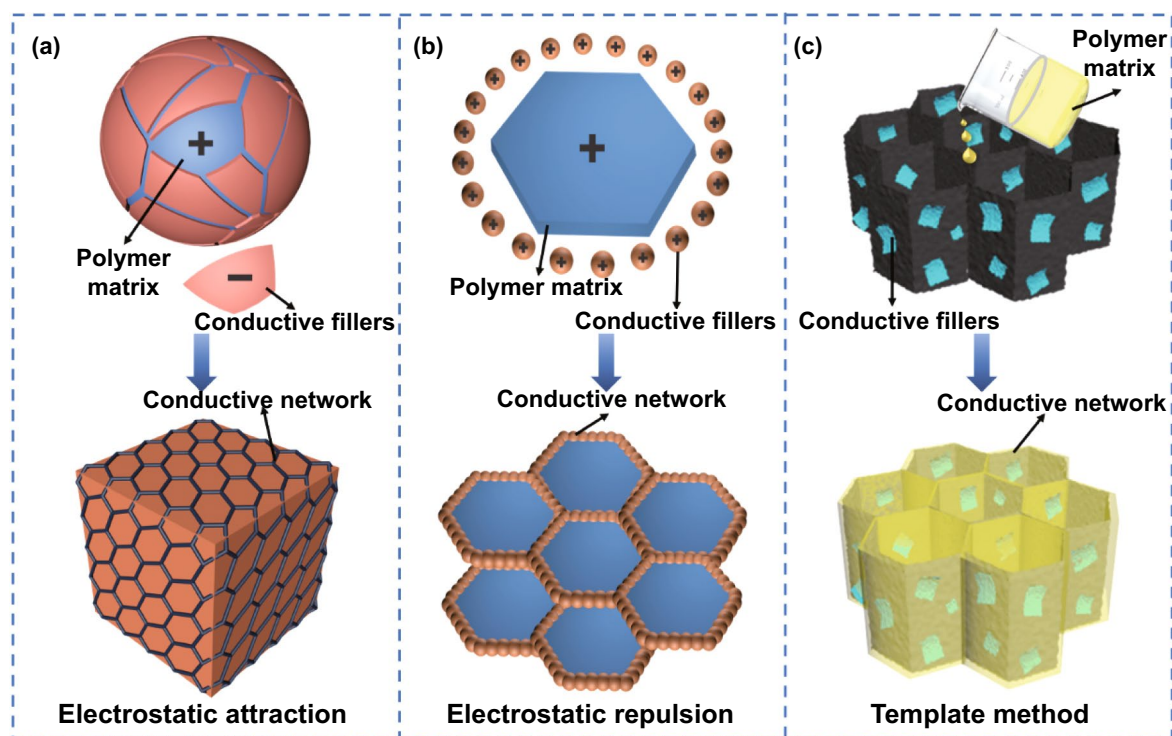 (a)
+
Polymer
matrix
−
Conductive fillers
Conductive network
Electrostatic attraction
(b)
+
+ + + + + + + + + + + + + + + + + + + + + +
Polymer matrix
Conductive fillers
Conductive network
Electrostatic repulsion
(c)
Polymer
matrix
Conductive fillers
Conductive network
Template method